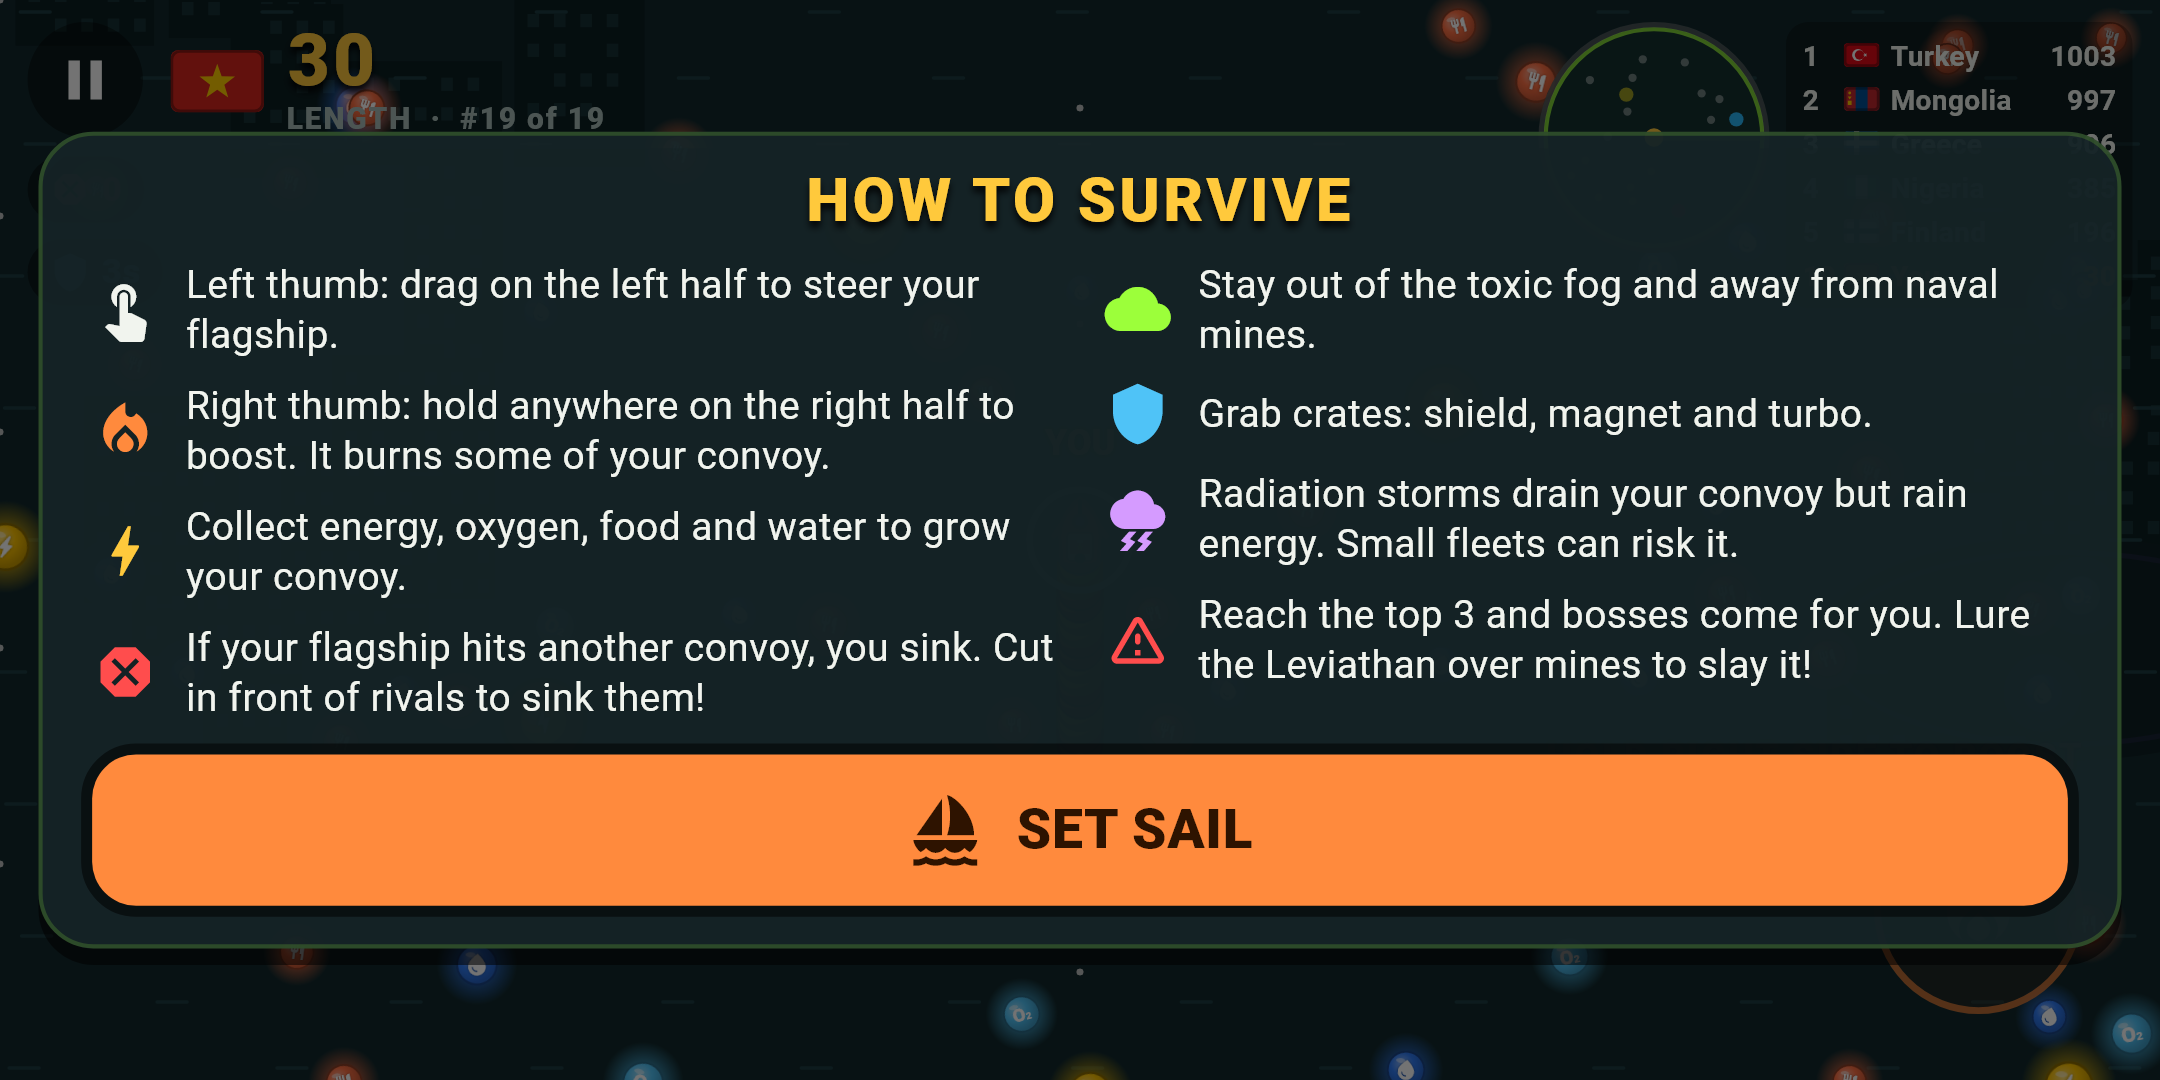 30
LENGTH · #19 of 19
1 Turkey 1003
2 Mongolia 997
3 Greece
HOW TO SURVIVE
Left thumb: drag on the left half to steer your
flagship.
Right thumb: hold anywhere on the right half to
boost. It burns some of your convoy.
Collect energy, oxygen, food and water to grow
your convoy.
If your flagship hits another convoy, you sink. Cut
in front of rivals to sink them!
Stay out of the toxic fog and away from naval
mines.
Grab crates: shield, magnet and turbo.
Radiation storms drain your convoy but rain
energy. Small fleets can risk it.
Reach the top 3 and bosses come for you. Lure
the Leviathan over mines to slay it!
YOU
SET SAIL
O₂
O₂
O₂